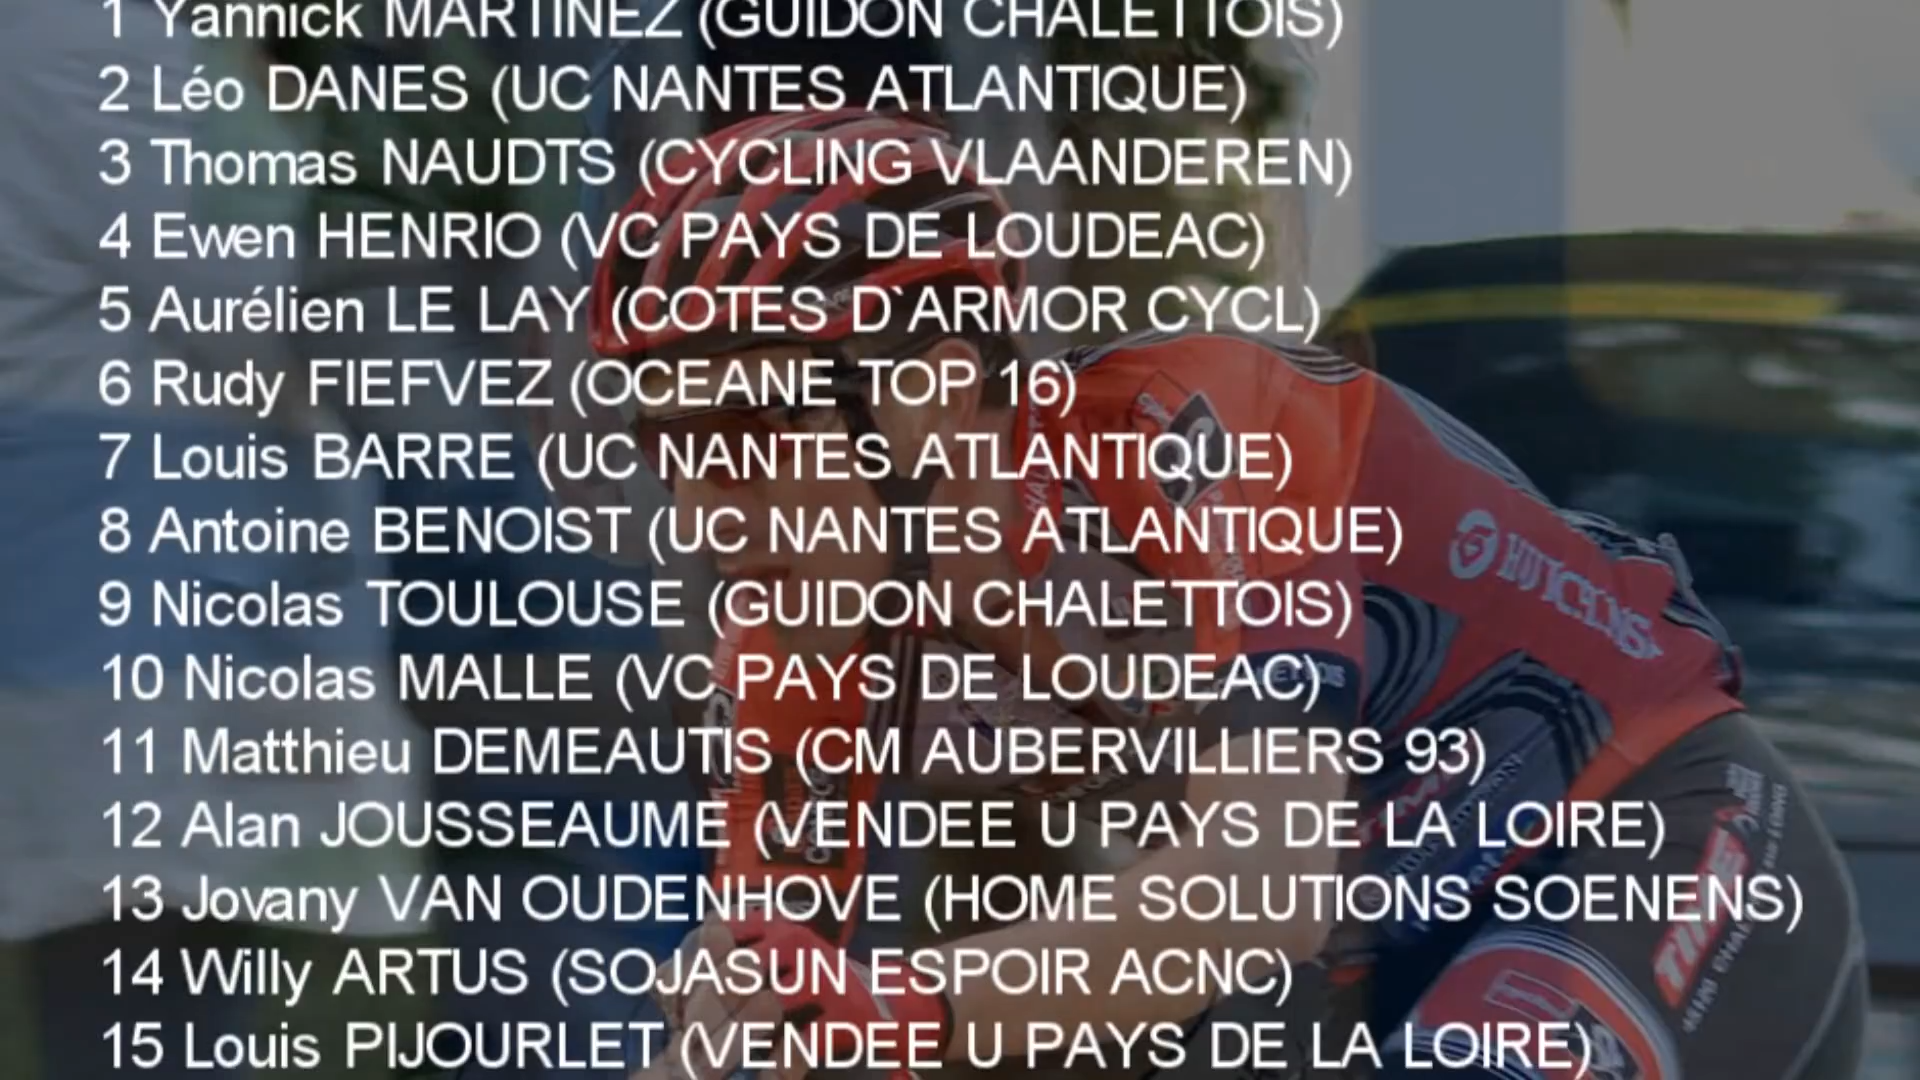 1 Yannick MARTINEZ (GUIDON CHALETTOIS)
2 Léo DANES (UC NANTES ATLANTIQUE)
3 Thomas NAUDTS (CYCLING VLAANDEREN)
4 Ewen HENRIO (VC PAYS DE LOUDEAC)
5 Aurélien LE LAY (COTES D`ARMOR CYCL)
6 Rudy FIEFVEZ (OCEANE TOP 16)
7 Louis BARRE (UC NANTES ATLANTIQUE)
8 Antoine BENOIST (UC NANTES ATLANTIQUE)
9 Nicolas TOULOUSE (GUIDON CHALETTOIS)
10 Nicolas MALLE (VC PAYS DE LOUDEAC)
11 Matthieu DEMEAUTIS (CM AUBERVILLIERS 93)
12 Alan JOUSSEAUME (VENDEE U PAYS DE LA LOIRE)
13 Jovany VAN OUDENHOVE (HOME SOLUTIONS SOENENS)
14 Willy ARTUS (SOJASUN ESPOIR ACNC)
15 Louis PIJOURLET (VENDEE U PAYS DE LA LOIRE)
HUTCHINSON
TIME